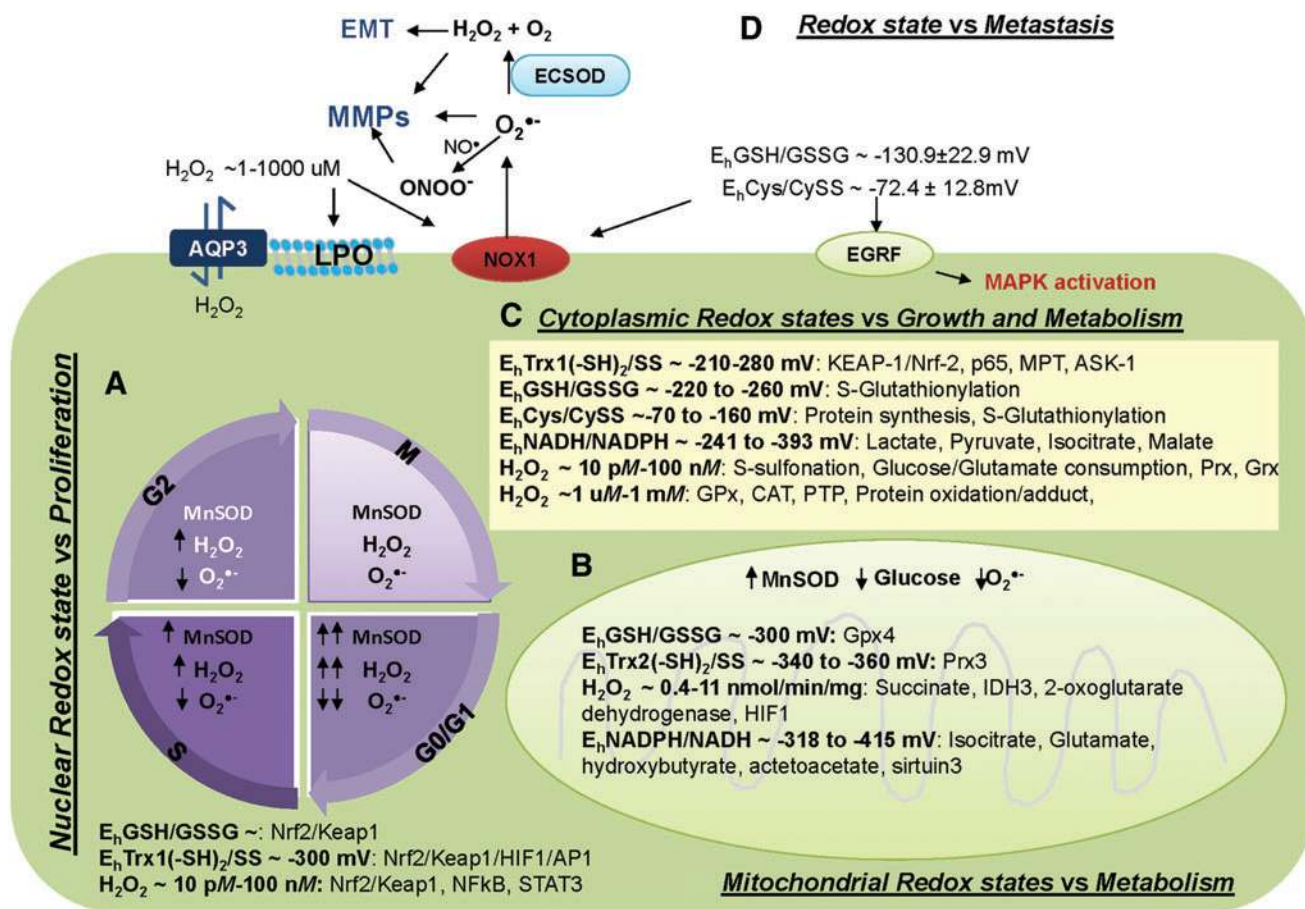 D Redox state vs Metastasis
EMT
H₂O₂ + O₂
ECSOD
MMPs
O₂•-
NO•
ONOO⁻
H₂O₂ ~1-1000 uM
EₕGSH/GSSG ~ -130.9±22.9 mV
EₕCys/CySS ~ -72.4 ± 12.8mV
AQP3
LPO
NOX1
EGRF
H₂O₂
MAPK activation
C Cytoplasmic Redox states vs Growth and Metabolism
EₕTrx1(-SH)₂/SS ~ -210-280 mV: KEAP-1/Nrf-2, p65, MPT, ASK-1
EₕGSH/GSSG ~ -220 to -260 mV: S-Glutathionylation
EₕCys/CySS ~-70 to -160 mV: Protein synthesis, S-Glutathionylation
EₕNADH/NADPH ~ -241 to -393 mV: Lactate, Pyruvate, Isocitrate, Malate
H₂O₂ ~ 10 pM-100 nM: S-sulfonation, Glucose/Glutamate consumption, Prx, Grx
H₂O₂ ~1 uM-1 mM: GPx, CAT, PTP, Protein oxidation/adduct,
Nuclear Redox state vs Proliferation
A
G2
MnSOD
↑ H₂O₂
↓ O₂•-
M
MnSOD
H₂O₂
O₂•-
S
↑ MnSOD
↑ H₂O₂
↓ O₂•-
G0/G1
↑↑ MnSOD
↑↑ H₂O₂
↓↓ O₂•-
EₕGSH/GSSG ~: Nrf2/Keap1
EₕTrx1(-SH)₂/SS ~ -300 mV: Nrf2/Keap1/HIF1/AP1
H₂O₂ ~ 10 pM-100 nM: Nrf2/Keap1, NFkB, STAT3
B
↑MnSOD ↓ Glucose ↓O₂•-
EₕGSH/GSSG ~ -300 mV: Gpx4
EₕTrx2(-SH)₂/SS ~ -340 to -360 mV: Prx3
H₂O₂ ~ 0.4-11 nmol/min/mg: Succinate, IDH3, 2-oxoglutarate
dehydrogenase, HIF1
EₕNADPH/NADH ~ -318 to -415 mV: Isocitrate, Glutamate,
hydroxybutyrate, actetoacetate, sirtuin3
Mitochondrial Redox states vs Metabolism